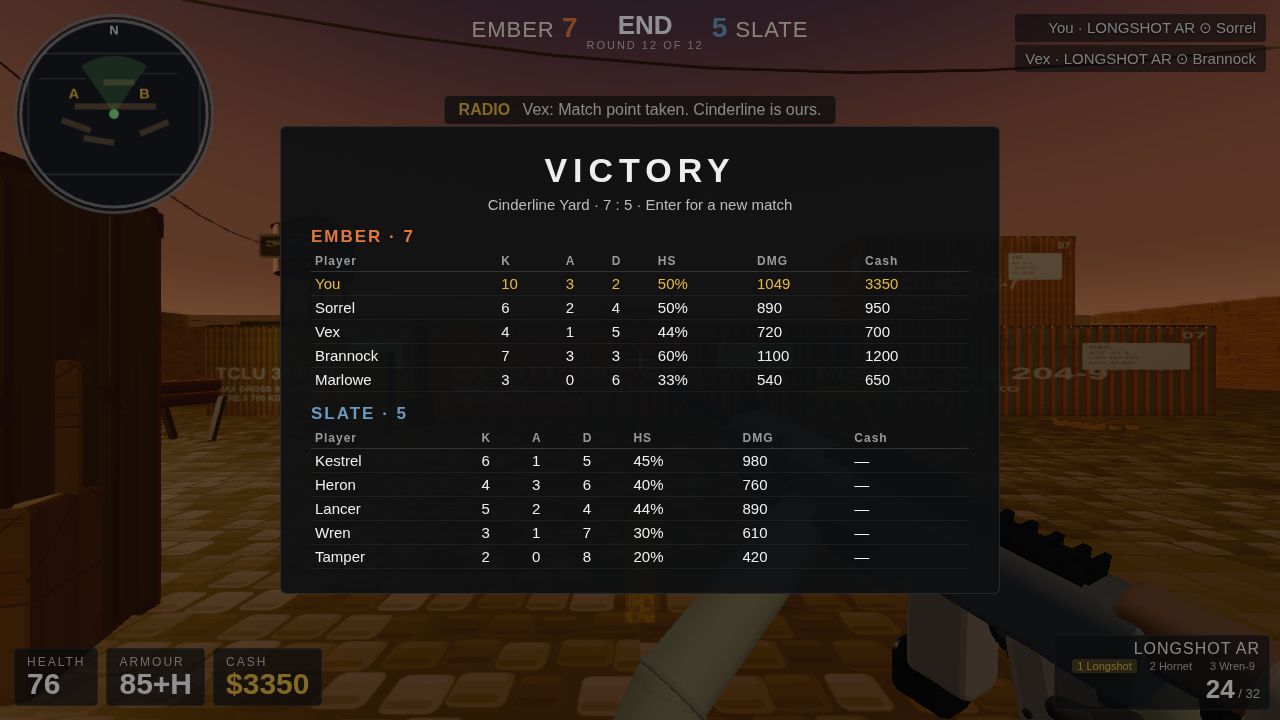 N
A B
EMBER 7 END 5 SLATE
ROUND 12 OF 12
You · LONGSHOT AR ⊙ Sorrel
Vex · LONGSHOT AR ⊙ Brannock
RADIO Vex: Match point taken. Cinderline is ours.
VICTORY
Cinderline Yard · 7 : 5 · Enter for a new match
EMBER · 7
Player K A D HS DMG Cash
You 10 3 2 50% 1049 3350
Sorrel 6 2 4 50% 890 950
Vex 4 1 5 44% 720 700
Brannock 7 3 3 60% 1100 1200
Marlowe 3 0 6 33% 540 650
SLATE · 5
Player K A D HS DMG Cash
Kestrel 6 1 5 45% 980 —
Heron 4 3 6 40% 760 —
Lancer 5 2 4 44% 890 —
Wren 3 1 7 30% 610 —
Tamper 2 0 8 20% 420 —
07
07
TCLU 3
204-9
HEALTH
76
ARMOUR
85+H
CASH
$3350
LONGSHOT AR
1 Longshot 2 Hornet 3 Wren-9
24 / 32